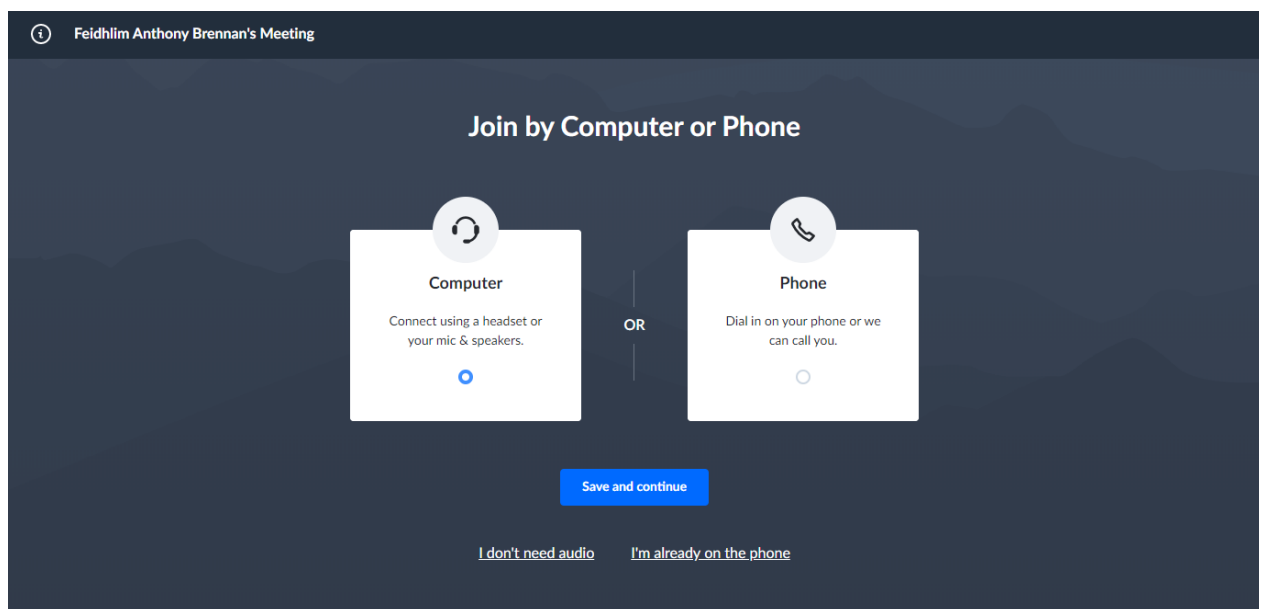 Feidhlim Anthony Brennan's Meeting
Join by Computer or Phone
Computer
Connect using a headset or
your mic & speakers.
OR
Phone
Dial in on your phone or we
can call you.
Save and continue
I don't need audio
I'm already on the phone